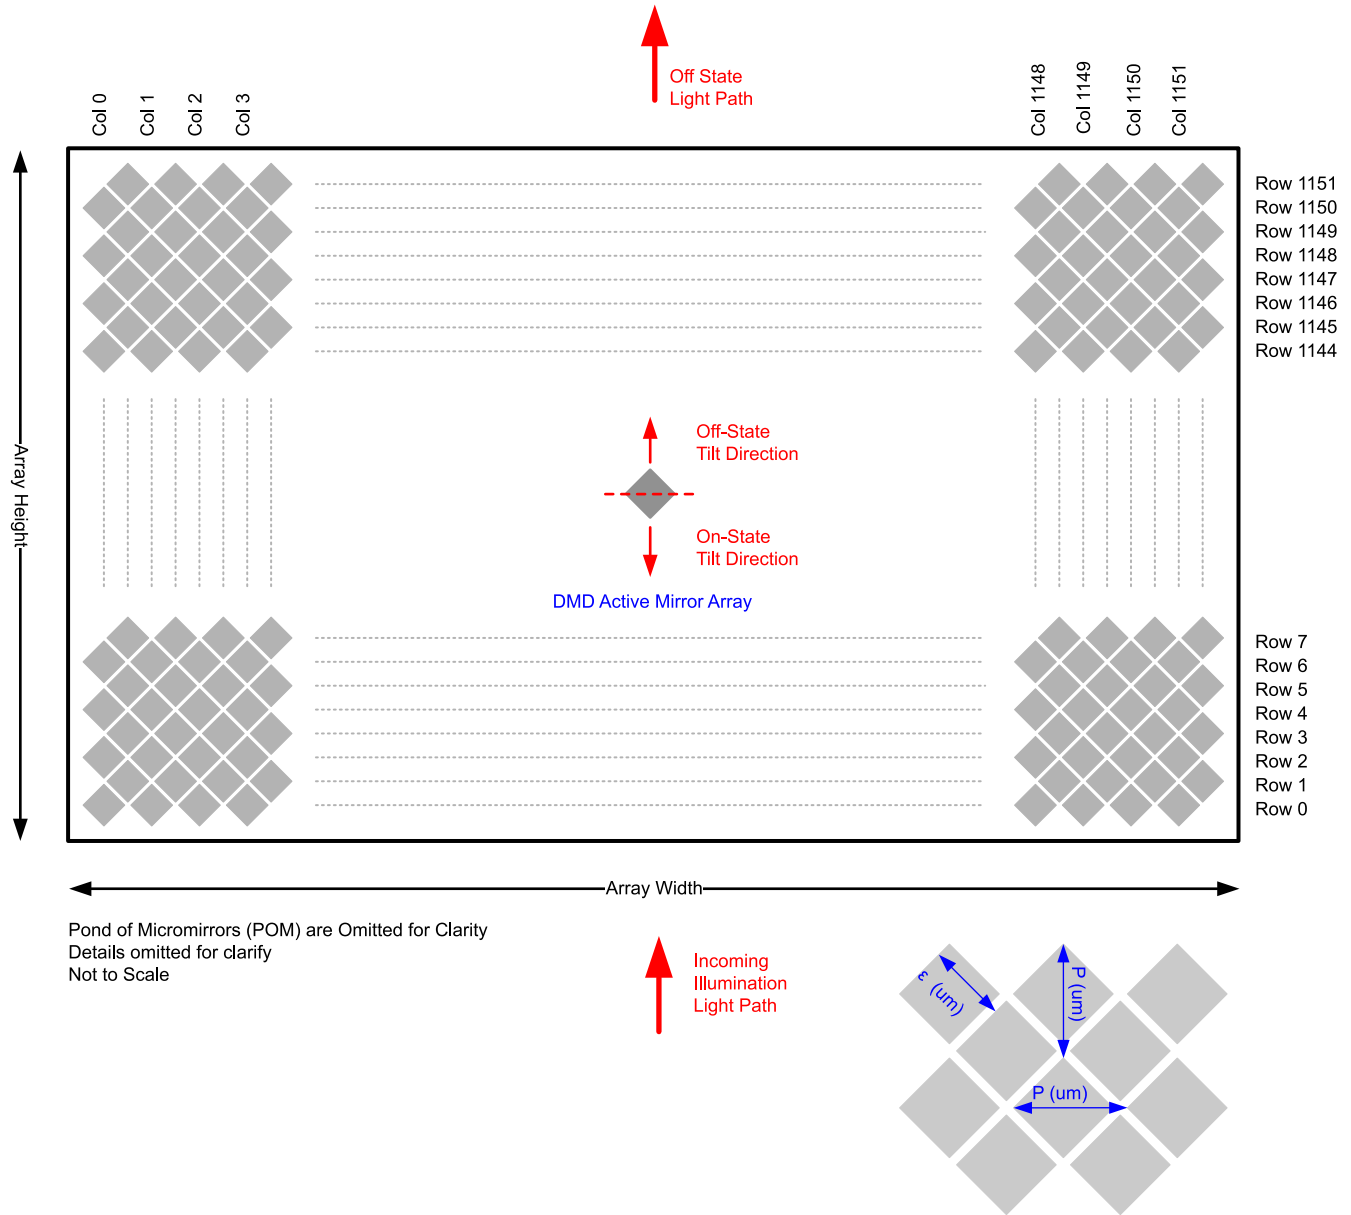 Off State
Light Path
Col 0
Col 1
Col 2
Col 3
Col 1148
Col 1149
Col 1150
Col 1151
Row 1151
Row 1150
Row 1149
Row 1148
Row 1147
Row 1146
Row 1145
Row 1144
Array Height
Off-State
Tilt Direction
On-State
Tilt Direction
DMD Active Mirror Array
Row 7
Row 6
Row 5
Row 4
Row 3
Row 2
Row 1
Row 0
Array Width
Pond of Micromirrors (POM) are Omitted for Clarity
Details omitted for clarify
Not to Scale
Incoming
Illumination
Light Path
ε (um)
P (um)
P (um)